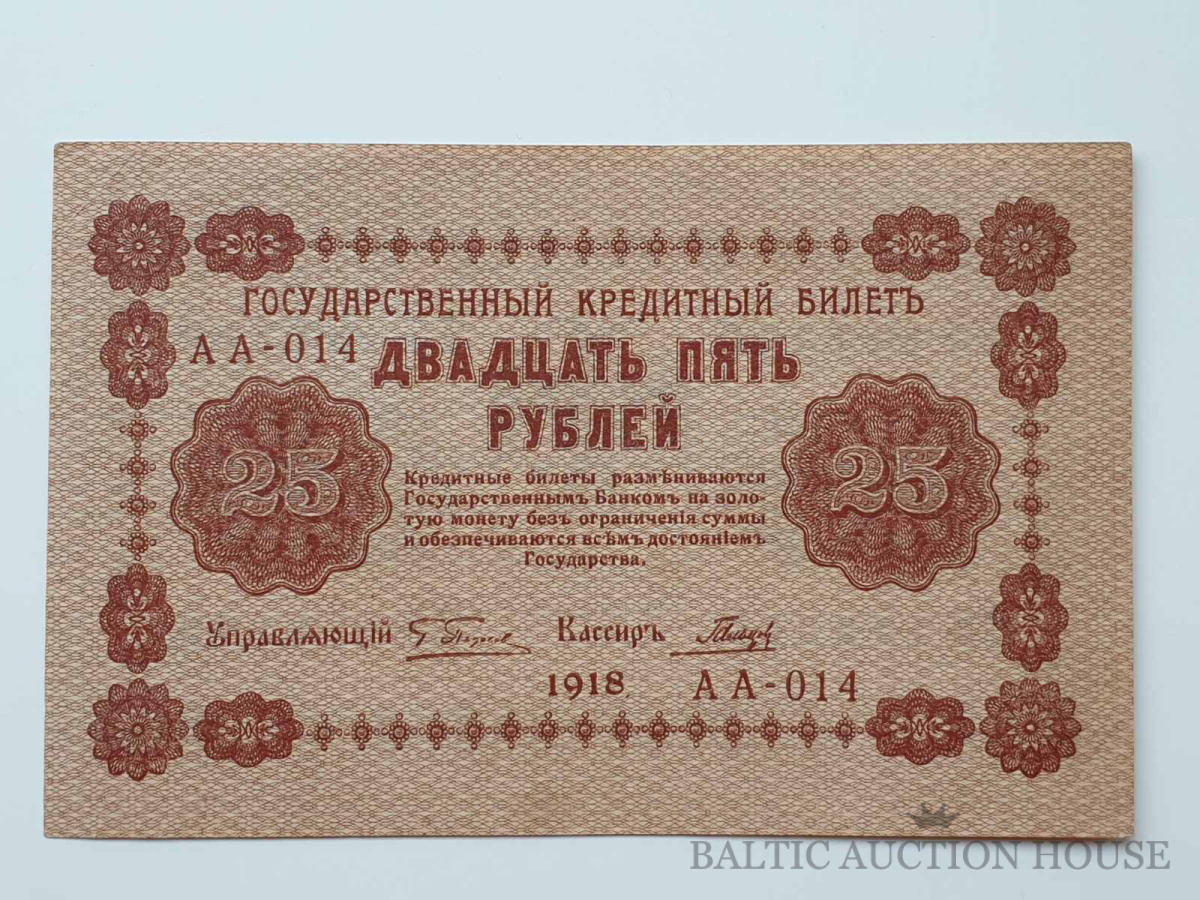 ГОСУДАРСТВЕННЫЙ КРЕДИТНЫЙ БИЛЕТЪ
АА-014
ДВАДЦАТЬ ПЯТЬ
РУБЛЕЙ
25
25
Кредитные билеты размѣниваются
Государственнымъ Банкомъ на золо-
тую монету безъ ограниченія суммы
и обезпечиваются всѣмъ достояніемъ
Государства.
Управляющій
Кассиръ
1918
АА-014
BALTIC AUCTION HOUSE